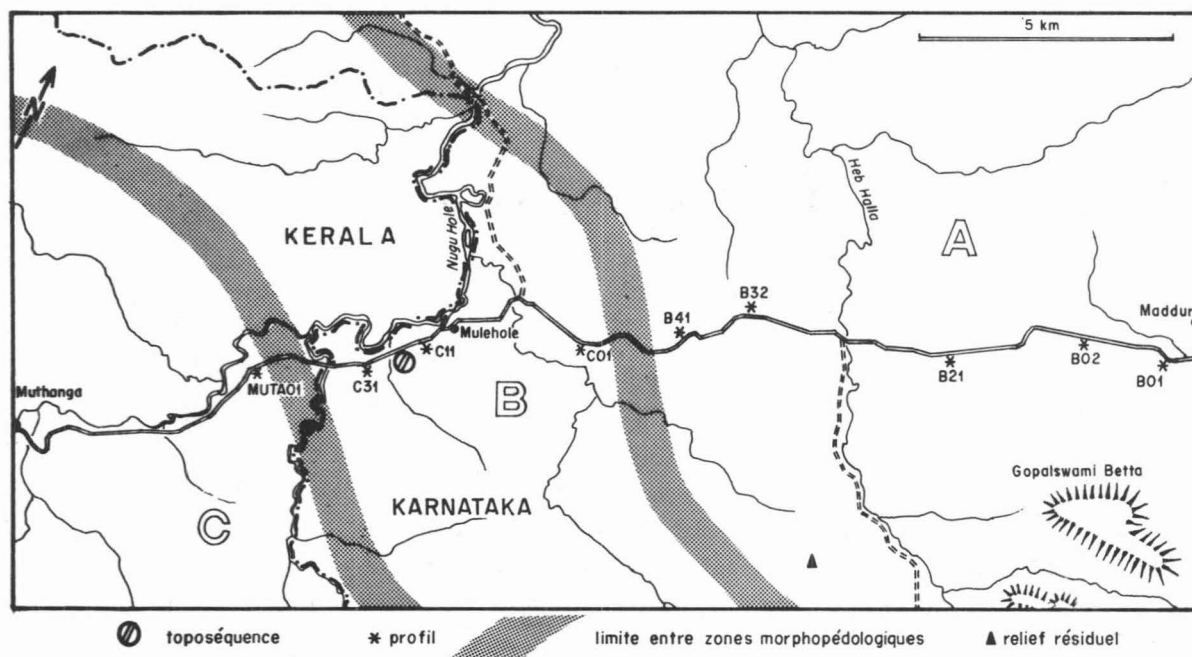 5 km
N
Heb Halla
KERALA
Nugu Hole
A
B32
Maddur
B41
Mulehole
C11
C01
B02
B21
B01
MUTA01
C31
Muthanga
B
Gopalswami Betta
KARNATAKA
C
toposéquence
profil
limite entre zones morphopédologiques
relief résiduel